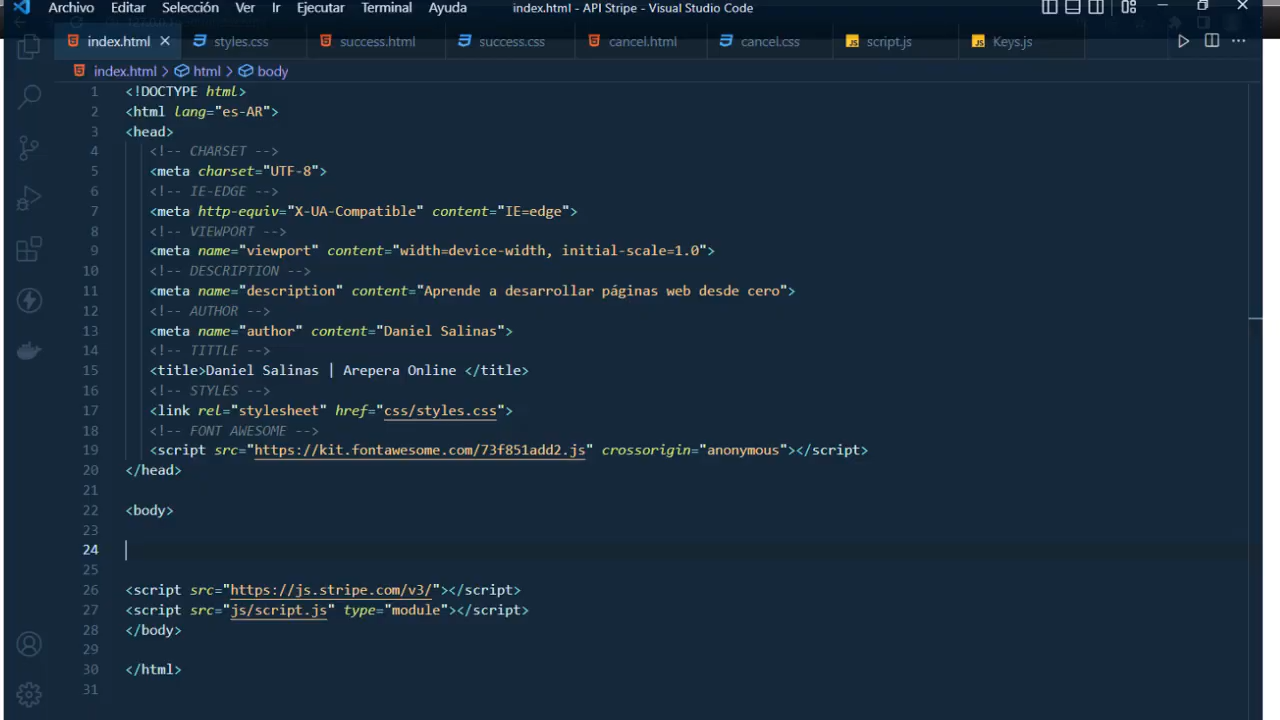 Archivo Editar Selección Ver Ir Ejecutar Terminal Ayuda index.html - API Stripe - Visual Studio Code
index.html styles.css success.html success.css cancel.html cancel.css script.js Keys.js
index.html > html > body
1 <!DOCTYPE html>
2 <html lang="es-AR">
3 <head>
4 <!-- CHARSET -->
5 <meta charset="UTF-8">
6 <!-- IE-EDGE -->
7 <meta http-equiv="X-UA-Compatible" content="IE=edge">
8 <!-- VIEWPORT -->
9 <meta name="viewport" content="width=device-width, initial-scale=1.0">
10 <!-- DESCRIPTION -->
11 <meta name="description" content="Aprende a desarrollar páginas web desde cero">
12 <!-- AUTHOR -->
13 <meta name="author" content="Daniel Salinas">
14 <!-- TITTLE -->
15 <title>Daniel Salinas | Arepera Online </title>
16 <!-- STYLES -->
17 <link rel="stylesheet" href="css/styles.css">
18 <!-- FONT AWESOME -->
19 <script src="https://kit.fontawesome.com/73f851add2.js" crossorigin="anonymous"></script>
20 </head>
21
22 <body>
23
24
25
26 <script src="https://js.stripe.com/v3/"></script>
27 <script src="js/script.js" type="module"></script>
28 </body>
29
30 </html>
31